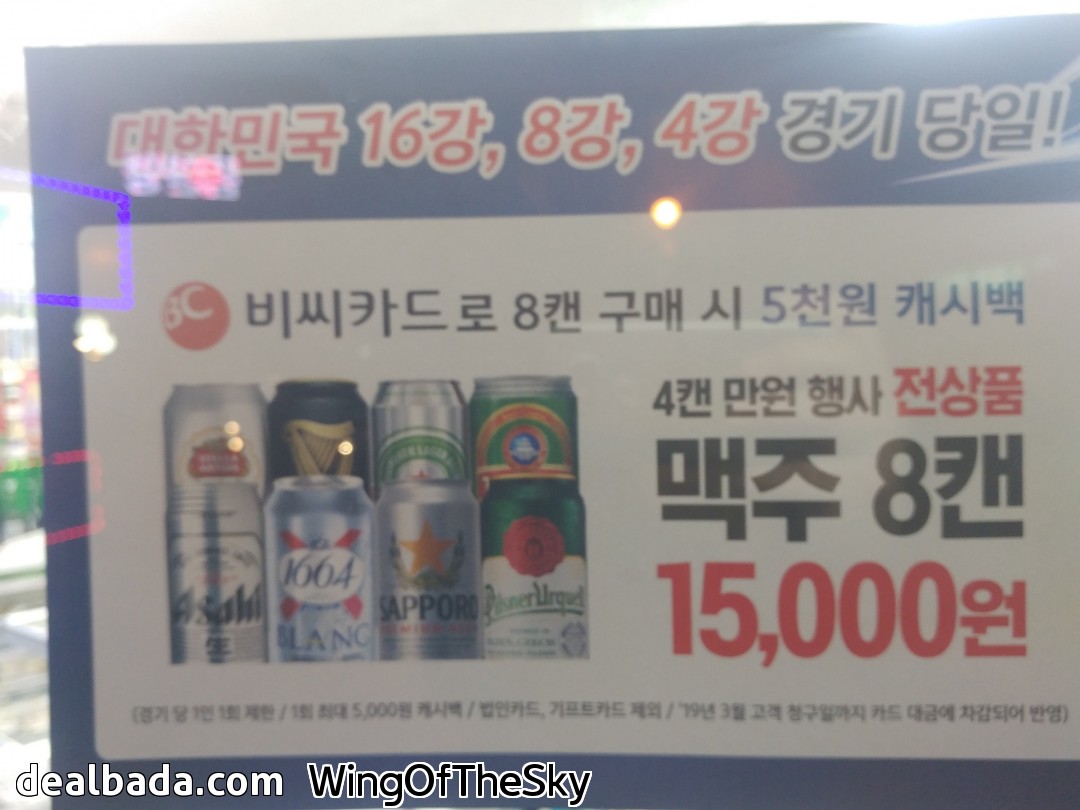 대한민국 16강, 8강, 4강 경기 당일!
BC 비씨카드로 8캔 구매 시 5천원 캐시백
4캔 만원 행사 전상품
맥주 8캔
15,000원
Asahi
生
1664
BLANC
SAPPORO
Pilsner Urquell
(경기 당 1인 1회 제한 / 1회 최대 5,000원 캐시백 / 법인카드, 기프트카드 제외 / '19년 3월 고객 청구일까지 카드 대금에 차감되어 반영)
dealbada.com WingOfTheSky